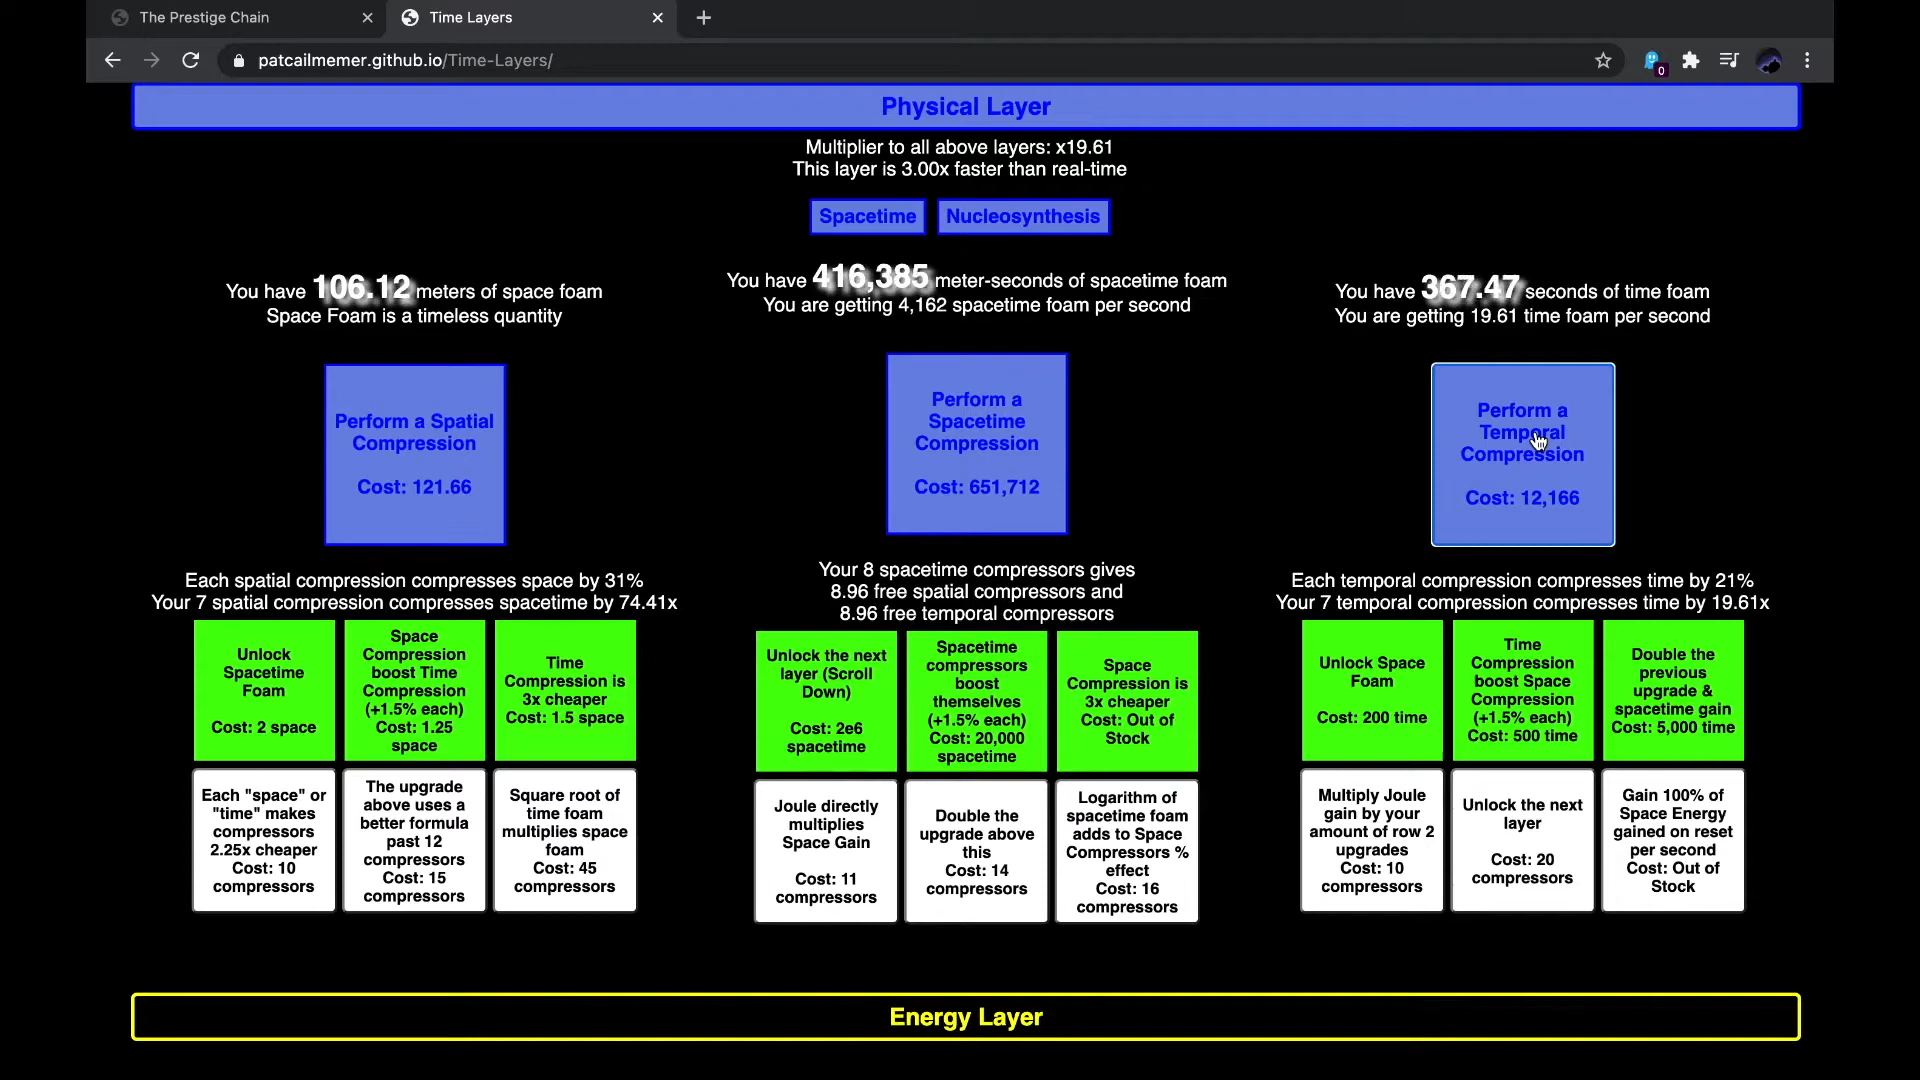 The Prestige Chain
Time Layers
patcailmemer.github.io/Time-Layers/
0
Physical Layer
Multiplier to all above layers: x19.61
This layer is 3.00x faster than real-time
Spacetime
Nucleosynthesis
You have 106.12 meters of space foam
Space Foam is a timeless quantity
Perform a Spatial
Compression
Cost: 121.66
Each spatial compression compresses space by 31%
Your 7 spatial compression compresses spacetime by 74.41x
Unlock
Spacetime
Foam
Cost: 2 space
Space
Compression
boost Time
Compression
(+1.5% each)
Cost: 1.25
space
Time
Compression is
3x cheaper
Cost: 1.5 space
Each "space" or
"time" makes
compressors
2.25x cheaper
Cost: 10
compressors
The upgrade
above uses a
better formula
past 12
compressors
Cost: 15
compressors
Square root of
time foam
multiplies space
foam
Cost: 45
compressors
You have 416,385 meter-seconds of spacetime foam
You are getting 4,162 spacetime foam per second
Perform a
Spacetime
Compression
Cost: 651,712
Your 8 spacetime compressors gives
8.96 free spatial compressors and
8.96 free temporal compressors
Unlock the next
layer (Scroll
Down)
Cost: 2e6
spacetime
Spacetime
compressors
boost
themselves
(+1.5% each)
Cost: 20,000
spacetime
Space
Compression is
3x cheaper
Cost: Out of
Stock
Joule directly
multiplies
Space Gain
Cost: 11
compressors
Double the
upgrade above
this
Cost: 14
compressors
Logarithm of
spacetime foam
adds to Space
Compressors %
effect
Cost: 16
compressors
You have 367.47 seconds of time foam
You are getting 19.61 time foam per second
Perform a
Temporal
Compression
Cost: 12,166
Each temporal compression compresses time by 21%
Your 7 temporal compression compresses time by 19.61x
Unlock Space
Foam
Cost: 200 time
Time
Compression
boost Space
Compression
(+1.5% each)
Cost: 500 time
Double the
previous
upgrade &
spacetime gain
Cost: 5,000 time
Multiply Joule
gain by your
amount of row 2
upgrades
Cost: 10
compressors
Unlock the next
layer
Cost: 20
compressors
Gain 100% of
Space Energy
gained on reset
per second
Cost: Out of
Stock
Energy Layer